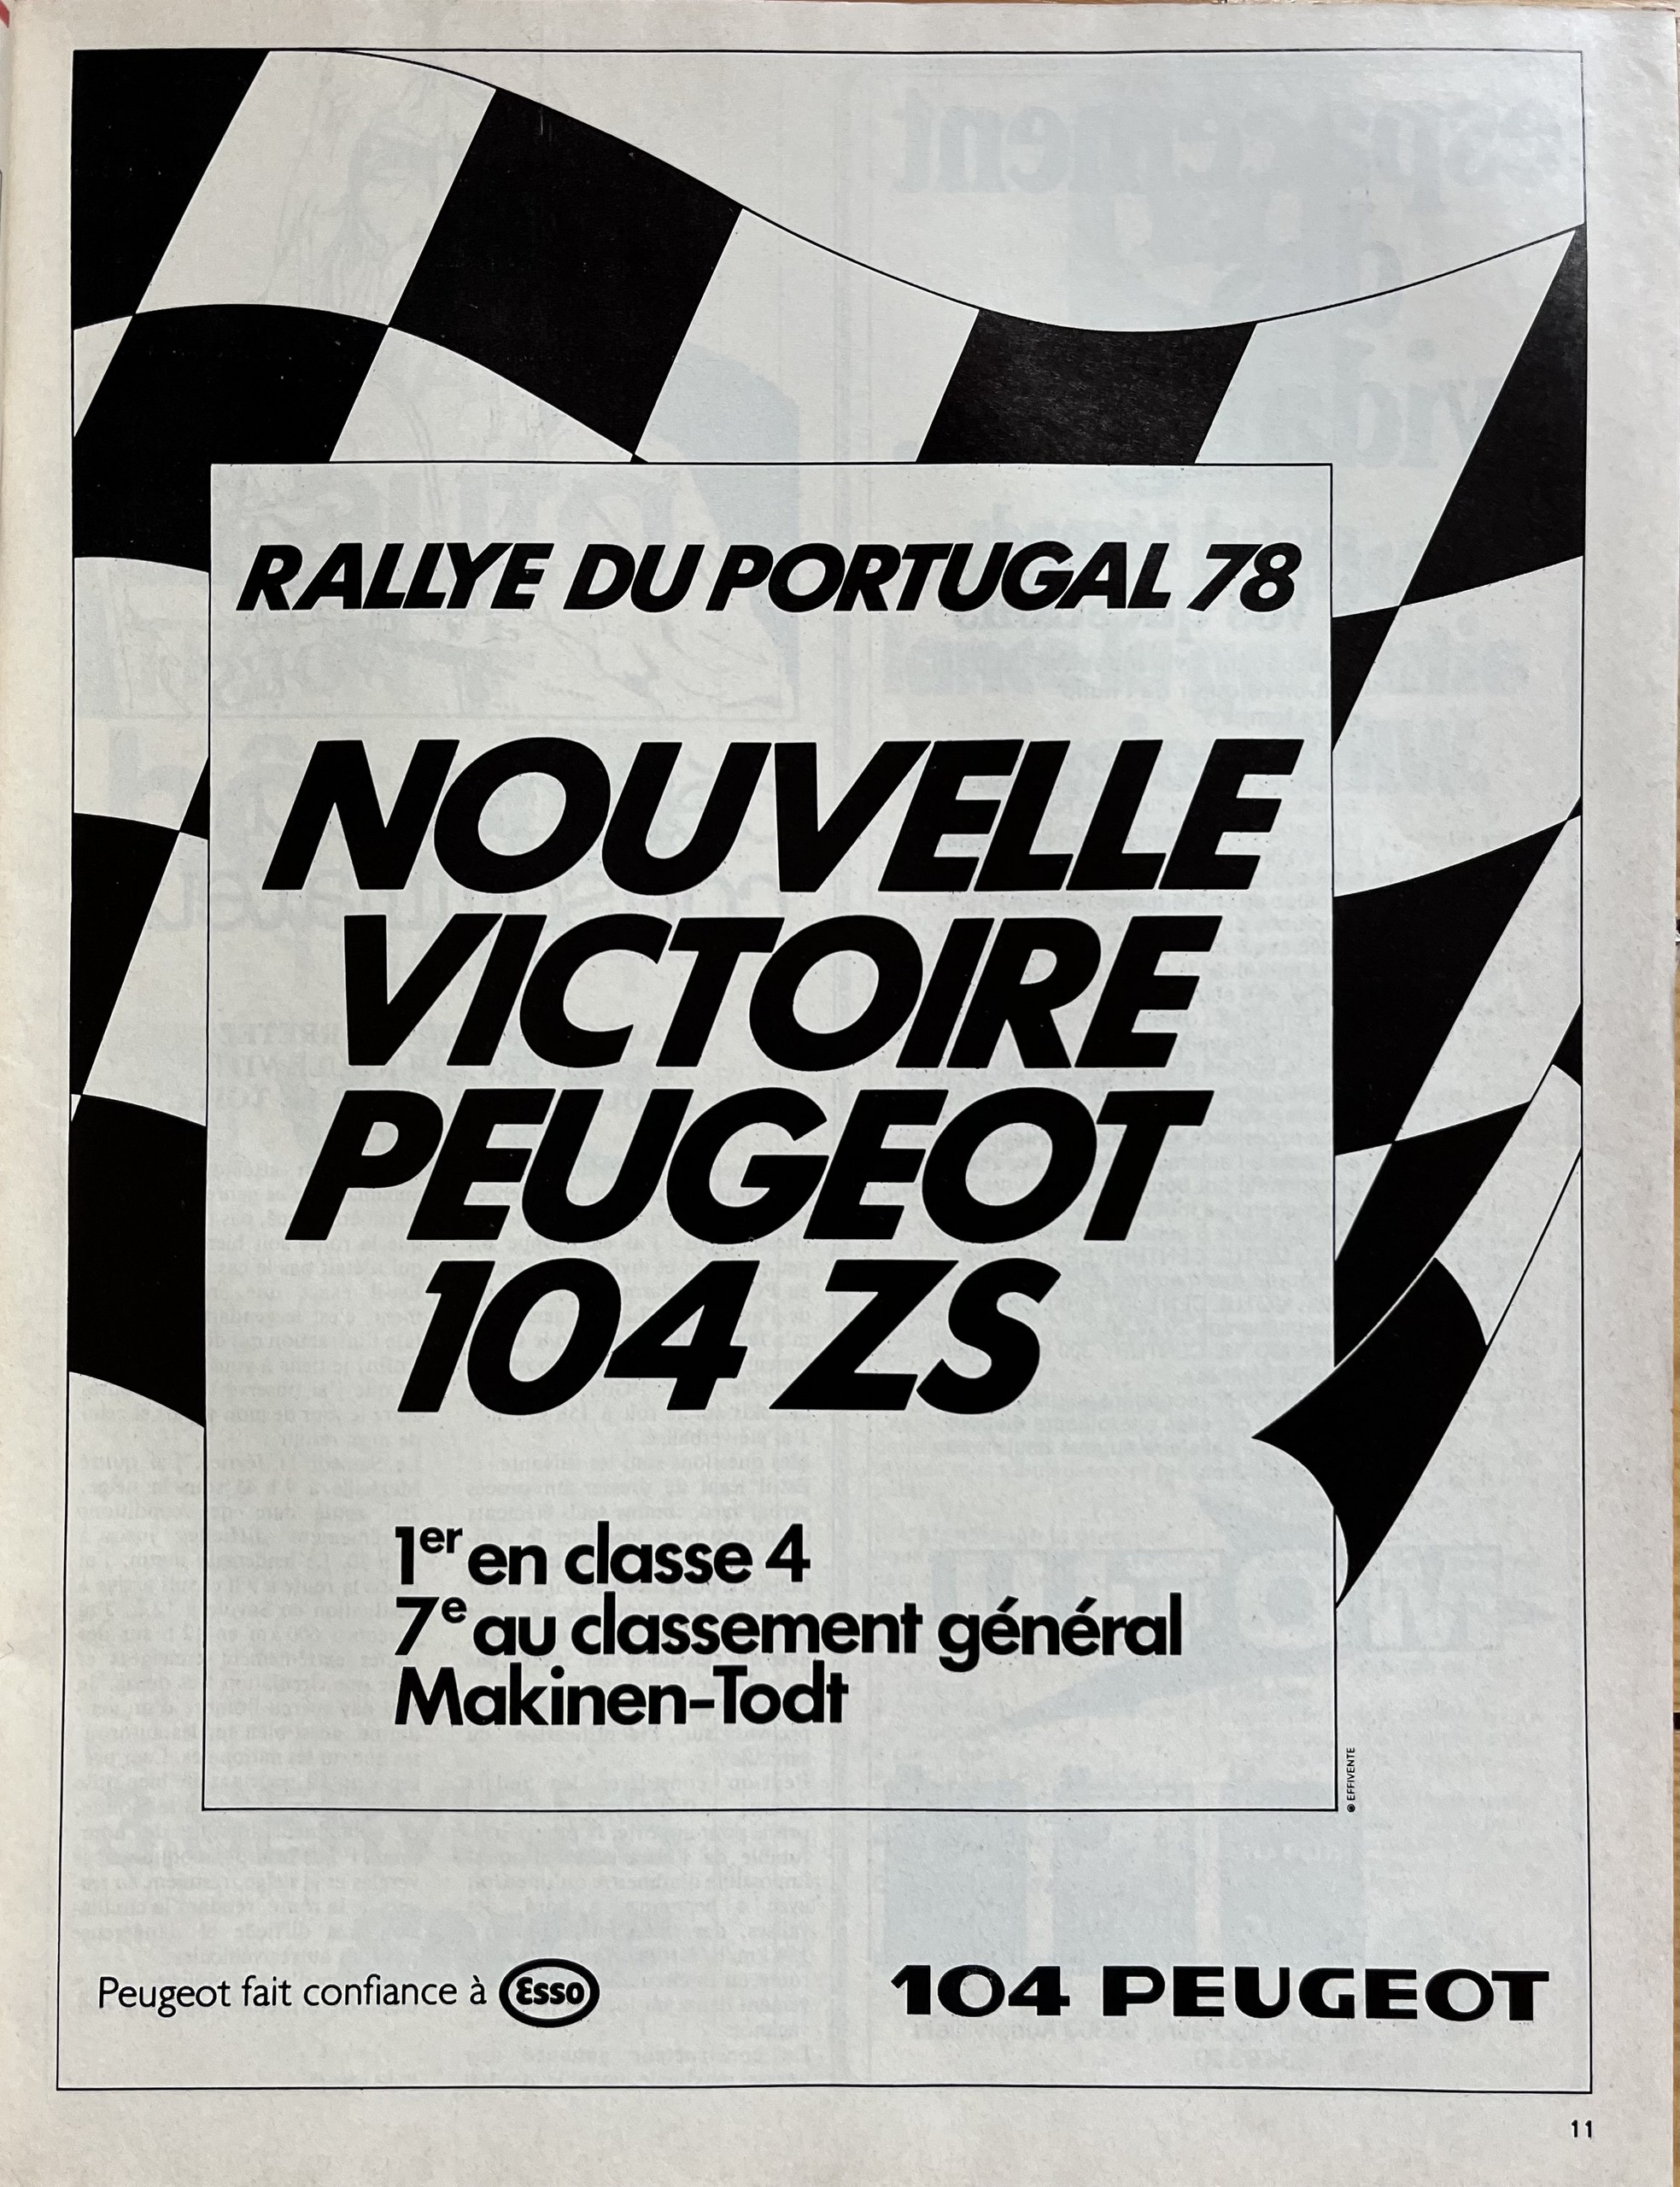 RALLYE DU PORTUGAL 78
NOUVELLE
VICTOIRE
PEUGEOT
104 ZS
1er en classe 4
7e au classement général
Makinen-Todt
© EFFIVENTE
Peugeot fait confiance à Esso
104 PEUGEOT
11